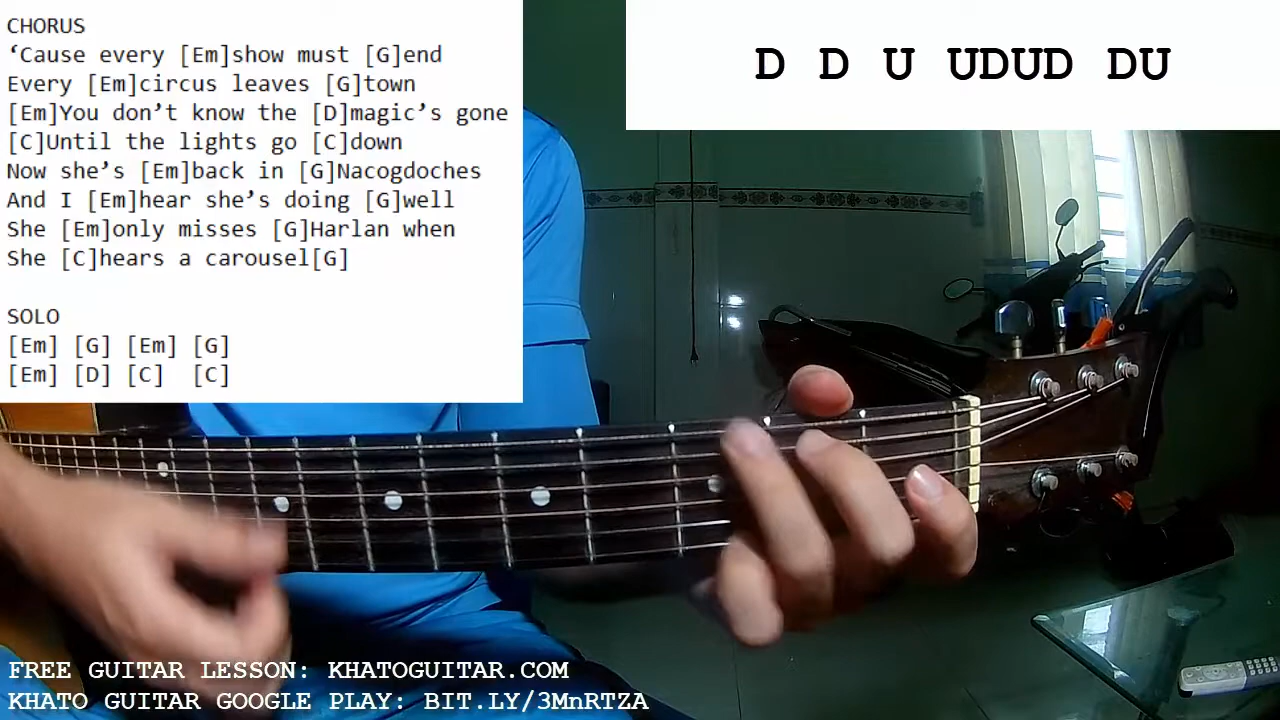 CHORUS
‘Cause every [Em]show must [G]end
Every [Em]circus leaves [G]town
[Em]You don’t know the [D]magic’s gone
[C]Until the lights go [C]down
Now she’s [Em]back in [G]Nacogdoches
And I [Em]hear she’s doing [G]well
She [Em]only misses [G]Harlan when
She [C]hears a carousel[G]
SOLO
[Em] [G] [Em] [G]
[Em] [D] [C] [C]
D D U UDUD DU
FREE GUITAR LESSON: KHATOGUITAR.COM
KHATO GUITAR GOOGLE PLAY: BIT.LY/3MnRTZA